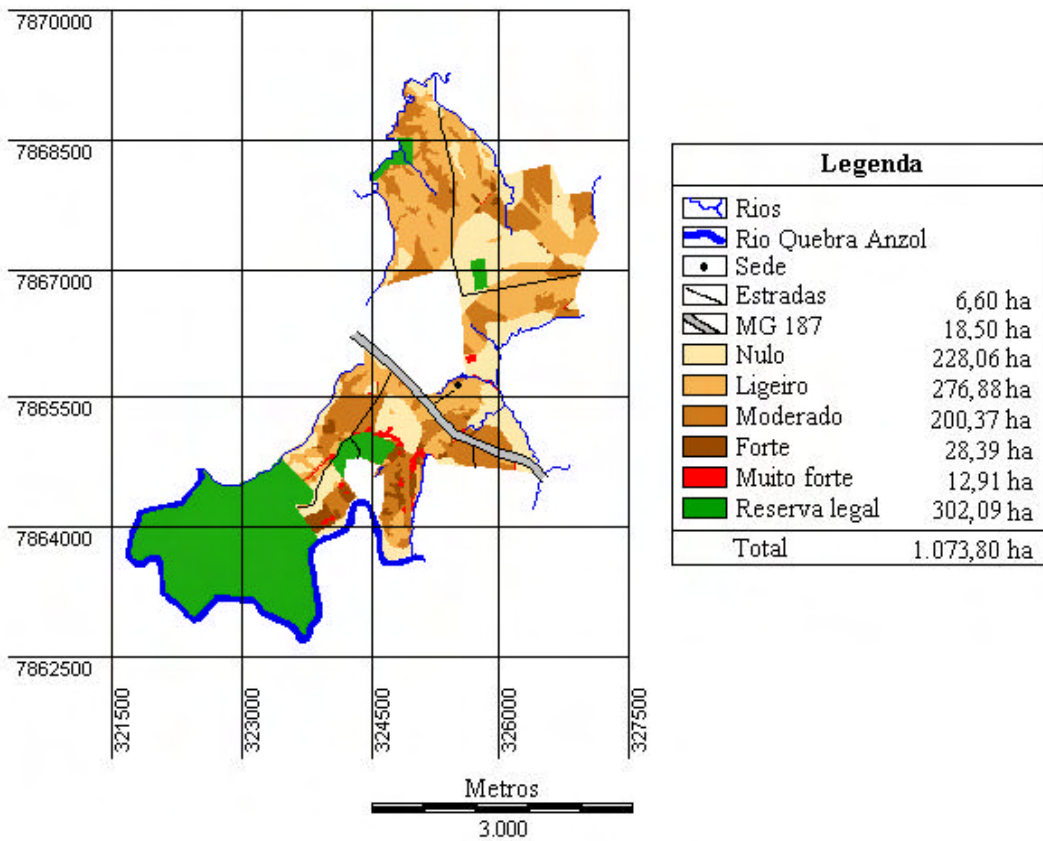 7870000
7868500
7867000
7865500
7864000
7862500
321500
323000
324500
326000
327500
Metros
3.000
Legenda
Rios
Rio Quebra Anzol
Sede
Estradas 6,60 ha
MG 187 18,50 ha
Nulo 228,06 ha
Ligeiro 276,88 ha
Moderado 200,37 ha
Forte 28,39 ha
Muito forte 12,91 ha
Reserva legal 302,09 ha
Total 1.073,80 ha